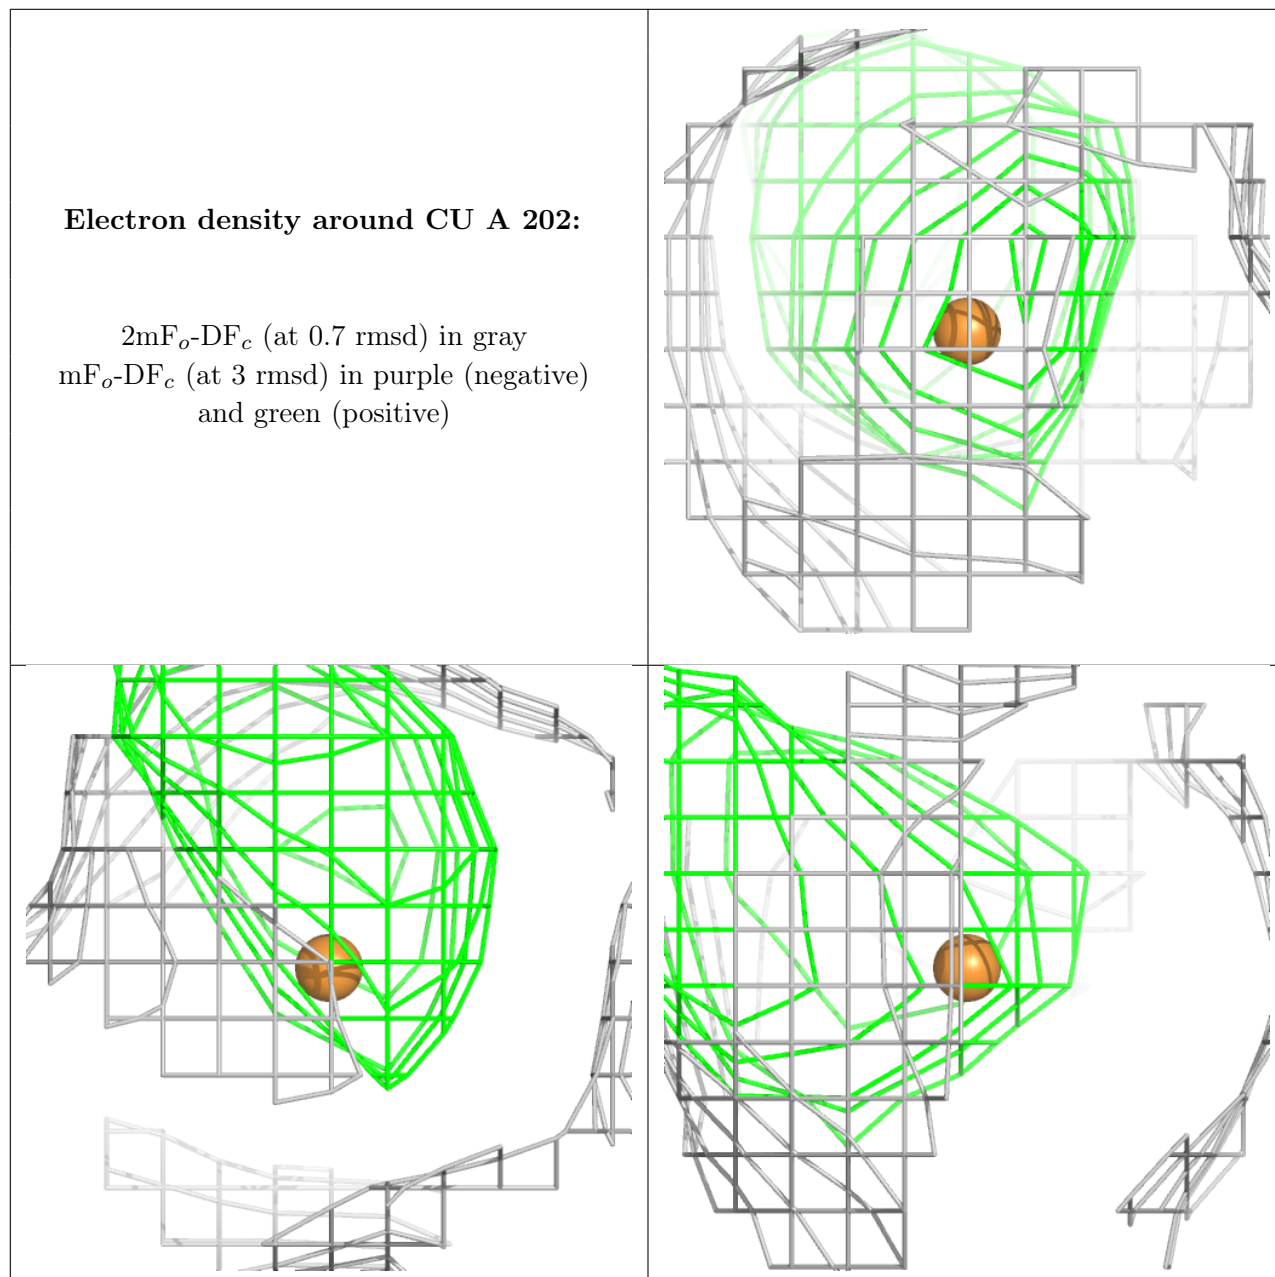 Electron density around CU A 202:
2mFo-DFc (at 0.7 rmsd) in gray
mFo-DFc (at 3 rmsd) in purple (negative)
and green (positive)